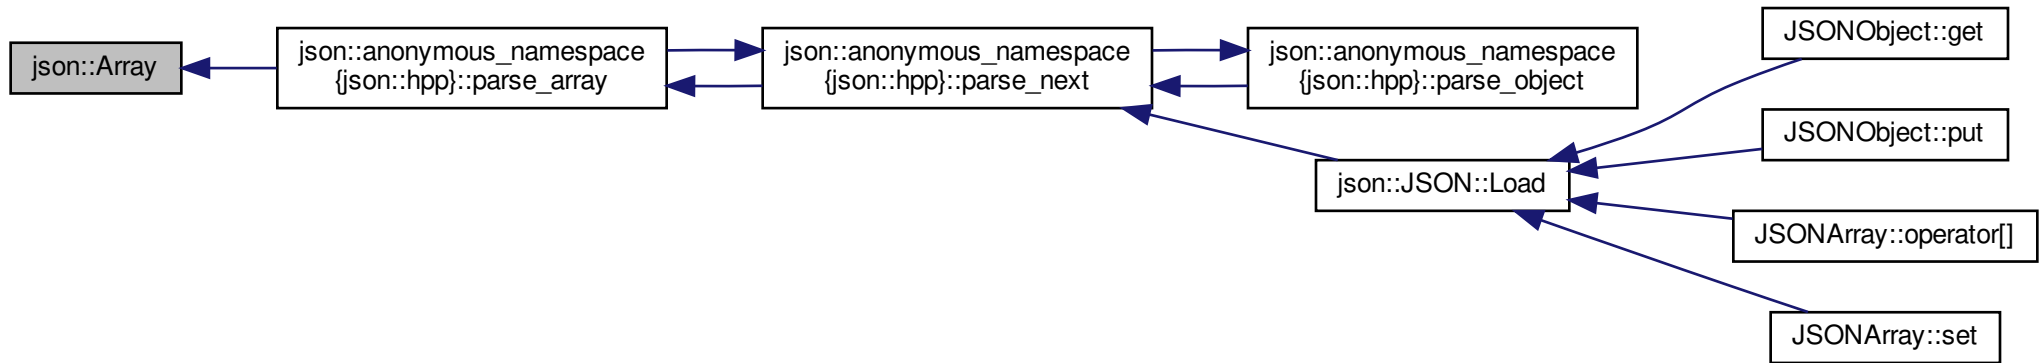 json::Array
json::anonymous_namespace
{json::hpp}::parse_array
json::anonymous_namespace
{json::hpp}::parse_next
json::anonymous_namespace
{json::hpp}::parse_object
json::JSON::Load
JSONObject::get
JSONObject::put
JSONArray::operator[]
JSONArray::set